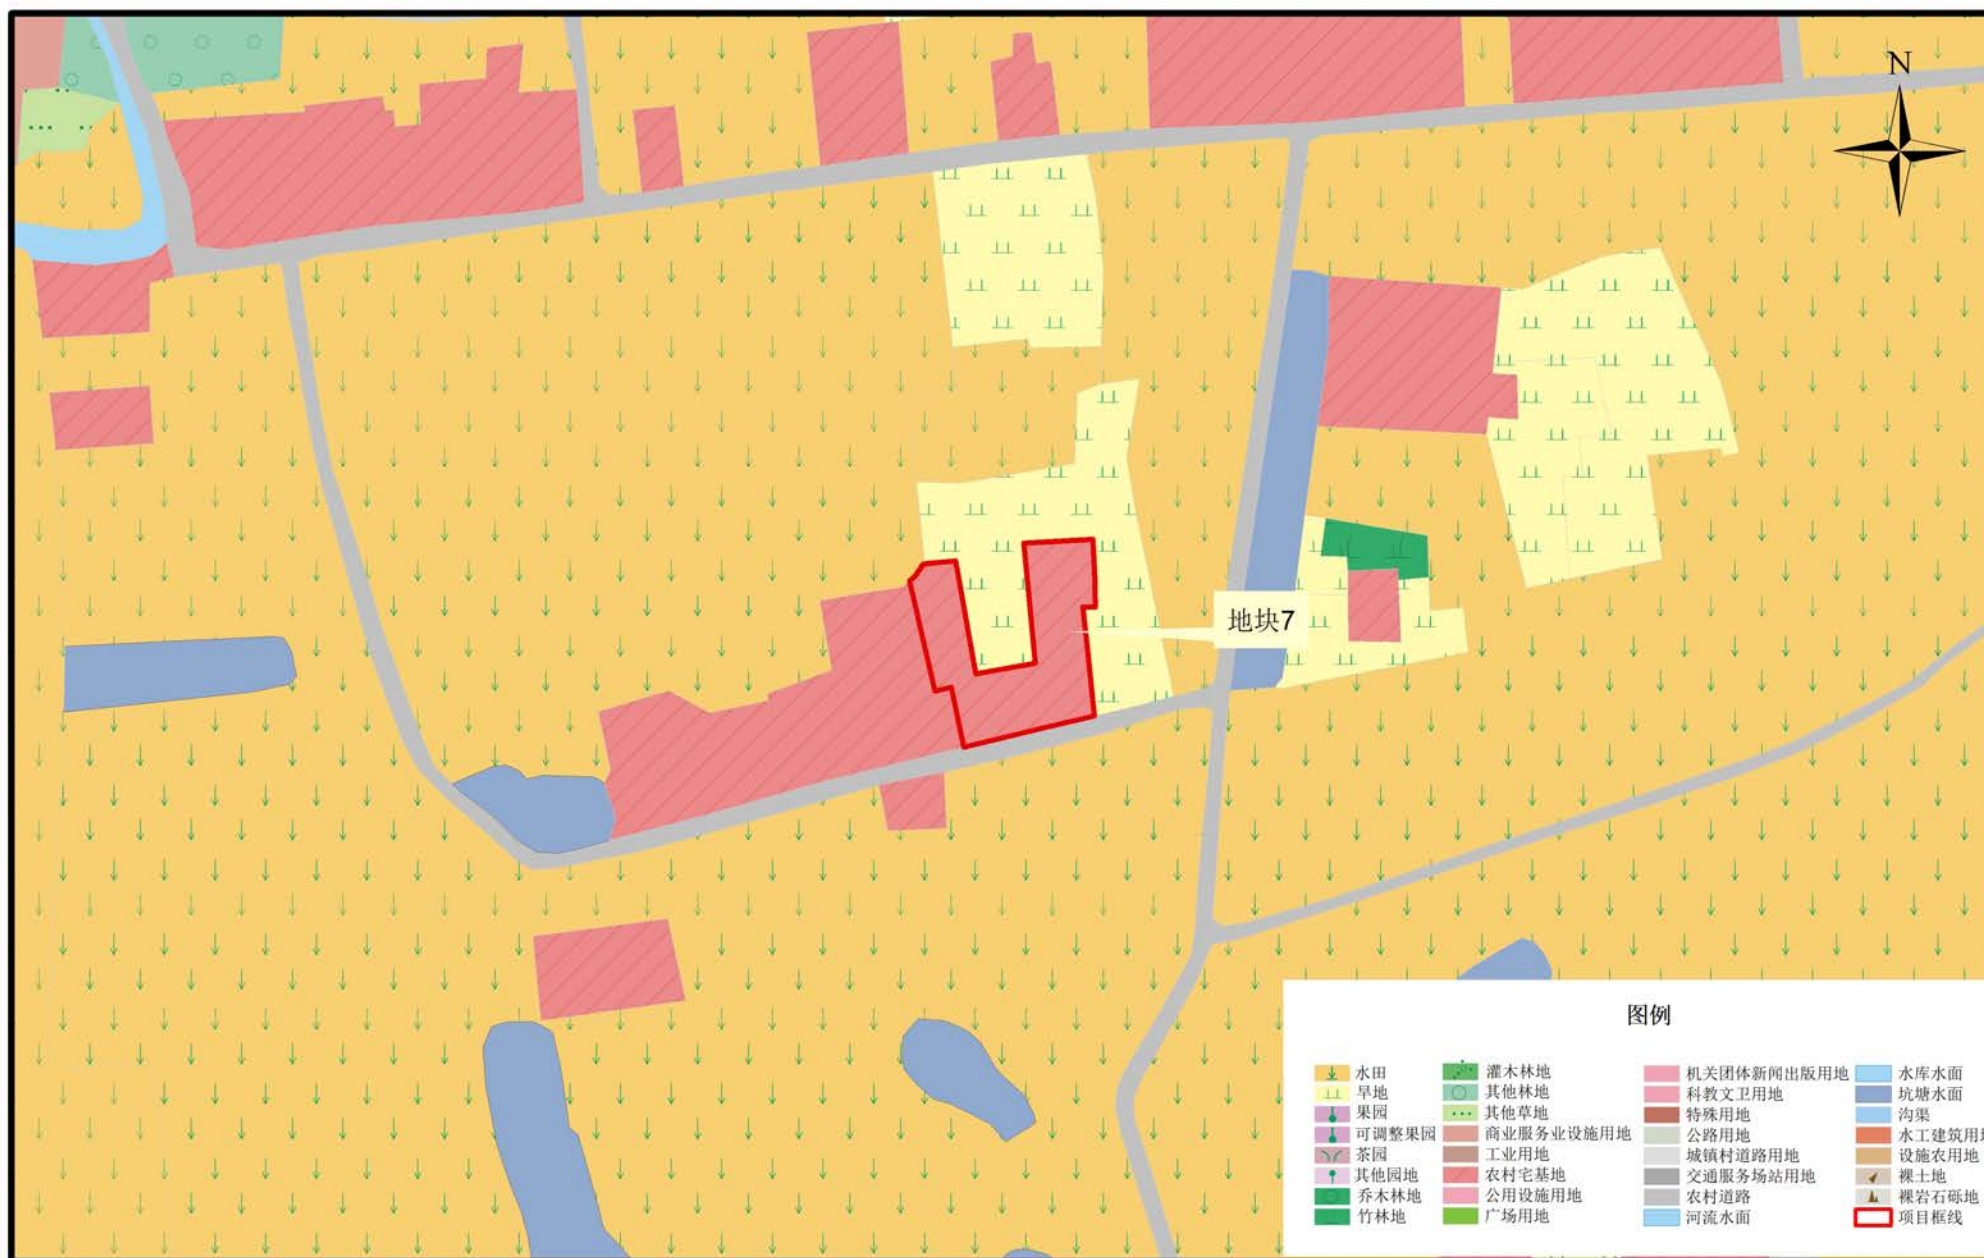 N
地块7
图例
水田
旱地
果园
可调整果园
茶园
其他园地
乔木林地
竹林地
灌木林地
其他林地
其他草地
商业服务业设施用地
工业用地
农村宅基地
公用设施用地
广场用地
机关团体新闻出版用地
科教文卫用地
特殊用地
公路用地
城镇村道路用地
交通服务场站用地
农村道路
河流水面
水库水面
坑塘水面
沟渠
水工建筑用地
设施农用地
裸土地
裸岩石砾地
项目框线